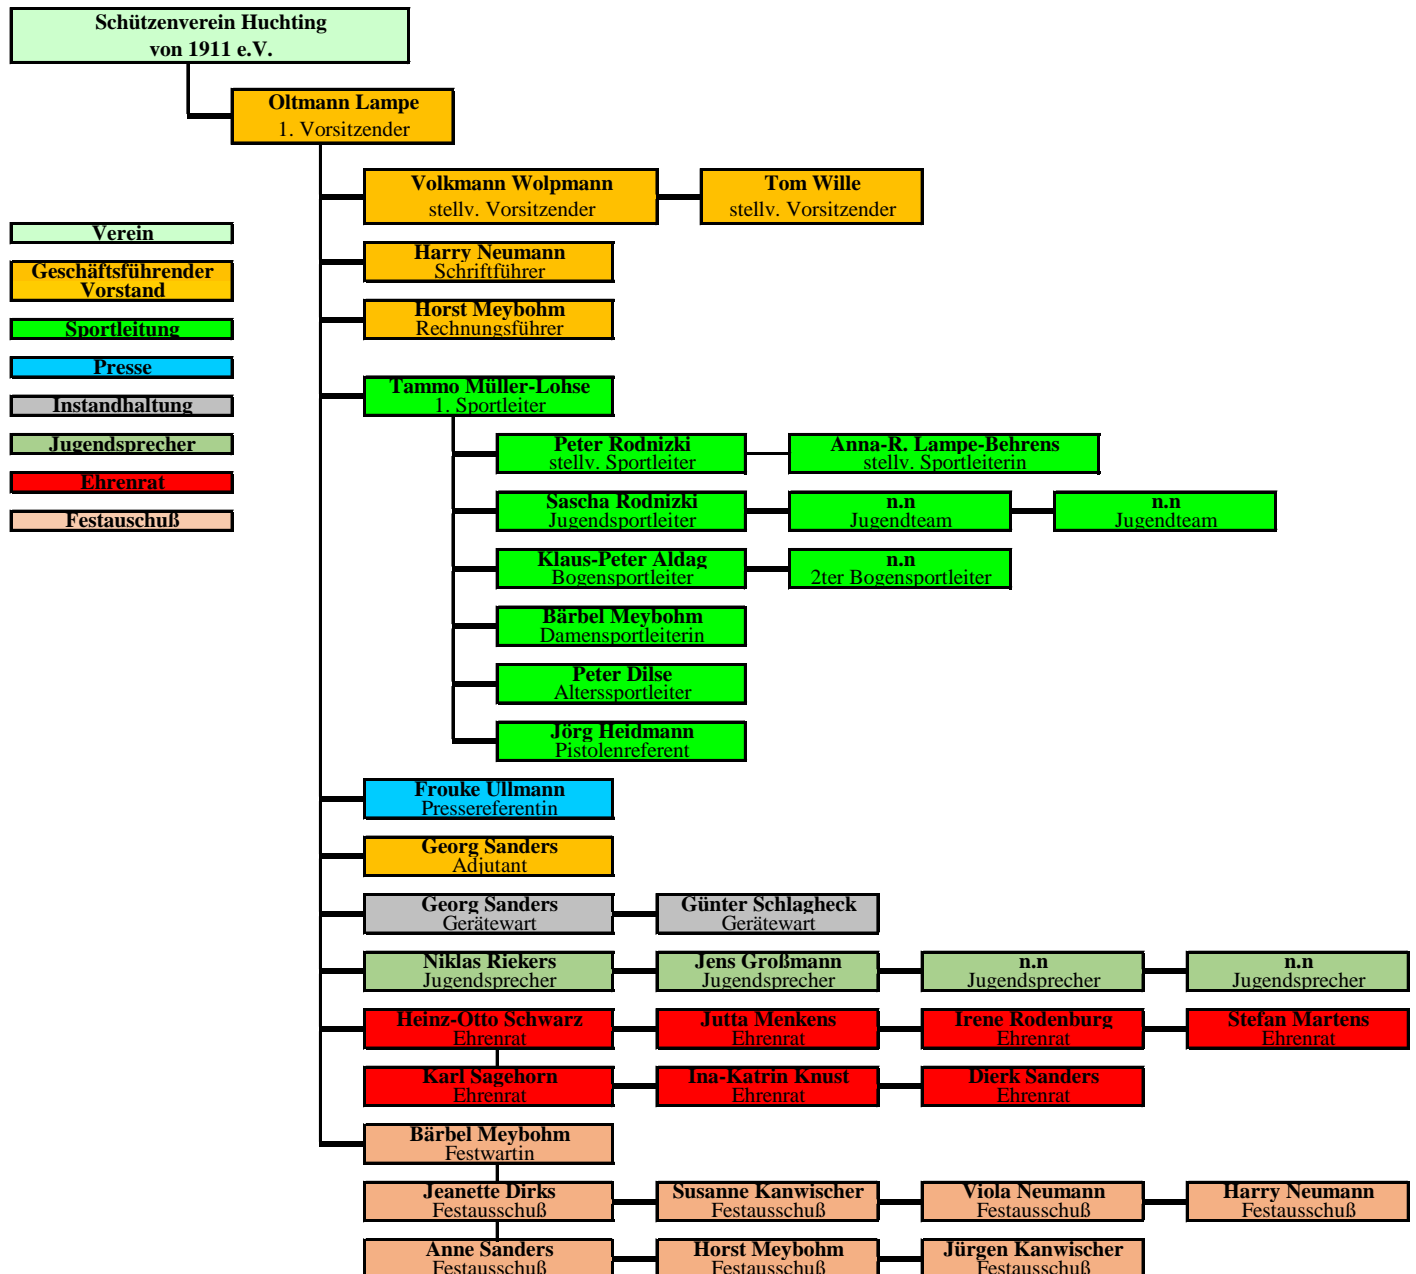 Schützenverein Huchting
von 1911 e.V.
Oltmann Lampe
1. Vorsitzender
Volkmann Wolpmann
stellv. Vorsitzender
Tom Wille
stellv. Vorsitzender
Verein
Geschäftsführender
Vorstand
Sportleitung
Presse
Instandhaltung
Jugendsprecher
Ehrenrat
Festauschuß
Harry Neumann
Schriftführer
Horst Meybohm
Rechnungsführer
Tammo Müller-Lohse
1. Sportleiter
Peter Rodnizki
stellv. Sportleiter
Anna-R. Lampe-Behrens
stellv. Sportleiterin
Sascha Rodnizki
Jugendsportleiter
n.n
Jugendteam
n.n
Jugendteam
Klaus-Peter Aldag
Bogensportleiter
n.n
2ter Bogensportleiter
Bärbel Meybohm
Damensportleiterin
Peter Dilse
Alterssportleiter
Jörg Heidmann
Pistolenreferent
Frouke Ullmann
Pressereferentin
Georg Sanders
Adjutant
Georg Sanders
Gerätewart
Günter Schlagheck
Gerätewart
Niklas Riekers
Jugendsprecher
Jens Großmann
Jugendsprecher
n.n
Jugendsprecher
n.n
Jugendsprecher
Heinz-Otto Schwarz
Ehrenrat
Jutta Menkens
Ehrenrat
Irene Rodenburg
Ehrenrat
Stefan Martens
Ehrenrat
Karl Sagehorn
Ehrenrat
Ina-Katrin Knust
Ehrenrat
Dierk Sanders
Ehrenrat
Bärbel Meybohm
Festwartin
Jeanette Dirks
Festausschuß
Susanne Kanwischer
Festausschuß
Viola Neumann
Festausschuß
Harry Neumann
Festausschuß
Anne Sanders
Festausschuß
Horst Meybohm
Festausschuß
Jürgen Kanwischer
Festausschuß